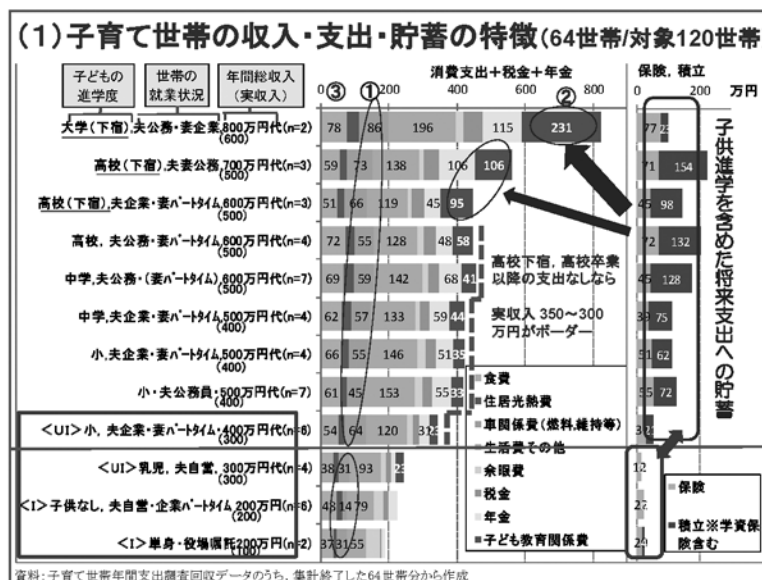 (1)子育て世帯の収入・支出・貯蓄の特徴(64世帯/対象120世帯
子どもの進学度
世帯の就業状況
年間総収入(実収入)
消費支出+税金+年金
保険、積立
万円
③ ①
0 200 400 600 800
0 200
大学(下宿),夫公務・妻企業,800万円代(n=2)
(600)
78 86 196 115 231
②
77 23
高校(下宿),夫妻公務,700万円代(n=3)
(500)
59 73 138 106 106
71 154
高校(下宿),夫企業・妻パートタイム,600万円代(n=3)
(500)
51 66 119 45 95
45 98
高校,夫公務・妻パートタイム,600万円代(n=4)
(500)
72 55 128 48 58
72 132
中学,夫公務・(妻パートタイム),600万円代(n=7)
(500)
69 59 142 68 41
45 128
中学,夫企業・妻パートタイム,500万円代(n=4)
(400)
62 57 133 59 44
39 75
小,夫企業・妻パートタイム,500万円代(n=4)
(400)
66 55 146 51 35
51 62
小・夫公務員・500万円代(n=7)
(400)
61 45 153 55 33
55 72
<UI>小,夫企業・妻パートタイム・400万円代(n=6)
(300)
54 64 120 31 23
<UI>乳児,夫自営,300万円代(n=4)
(300)
38 31 93 23
12
<I>子供なし,夫自営・企業パートタイム200万円代(n=6)
(200)
48 14 79
22
<I>単身・役場嘱託200万円代(n=2)
(100)
37 31 55
高校下宿,高校卒業
以降の支出なしなら
実収入 350~300
万円がボーダー
食費
住居光熱費
車関係費(燃料,維持等)
生活費その他
余暇費
税金
年金
子ども教育関係費
保険
積立※学資保険含む
子供進学を含めた将来支出への貯蓄
資料:子育て世帯年間支出調査回収データのうち,集計終了した64世帯分から作成